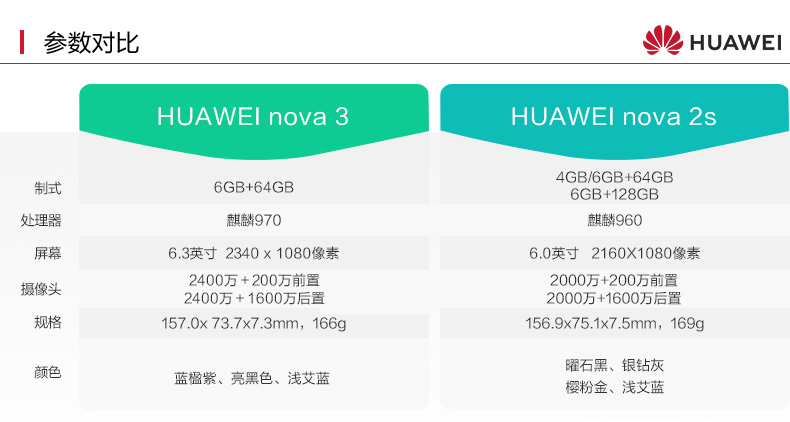 参数对比
HUAWEI
HUAWEI nova 3
HUAWEI nova 2s
制式
6GB+64GB
4GB/6GB+64GB
6GB+128GB
处理器
麒麟970
麒麟960
屏幕
6.3英寸 2340 x 1080像素
6.0英寸 2160X1080像素
摄像头
2400万+200万前置
2400万+1600万后置
2000万+200万前置
2000万+1600万后置
规格
157.0x 73.7x7.3mm，166g
156.9x75.1x7.5mm，169g
颜色
蓝楹紫、亮黑色、浅艾蓝
曜石黑、银钻灰
樱粉金、浅艾蓝